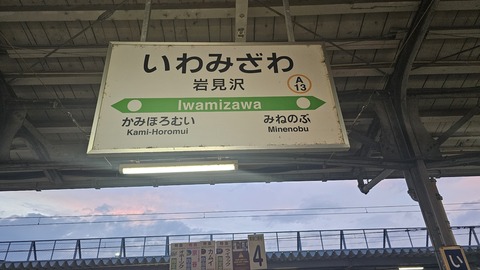 いわみざわ
岩見沢
A
13
Iwamizawa
かみほろむい
Kami-Horomui
みねのぶ
Minenobu
4
い